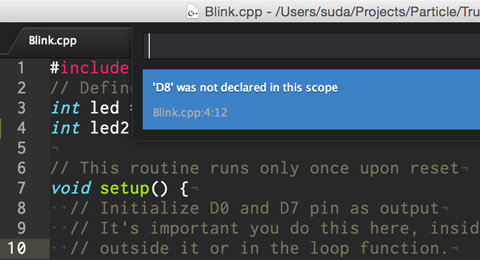 Blink.cpp - /Users/suda/Projects/Particle/Tru
Blink.cpp
'D8' was not declared in this scope
Blink.cpp:4:12
1 #include
2 // Define
3 int led =
4 int led2
5 ¬
6 // This routine runs only once upon reset¬
7 void setup() {¬
8 ··// Initialize D0 and D7 pin as output¬
9 ··// It's important you do this here, insid
10 ··// outside it or in the loop function.¬